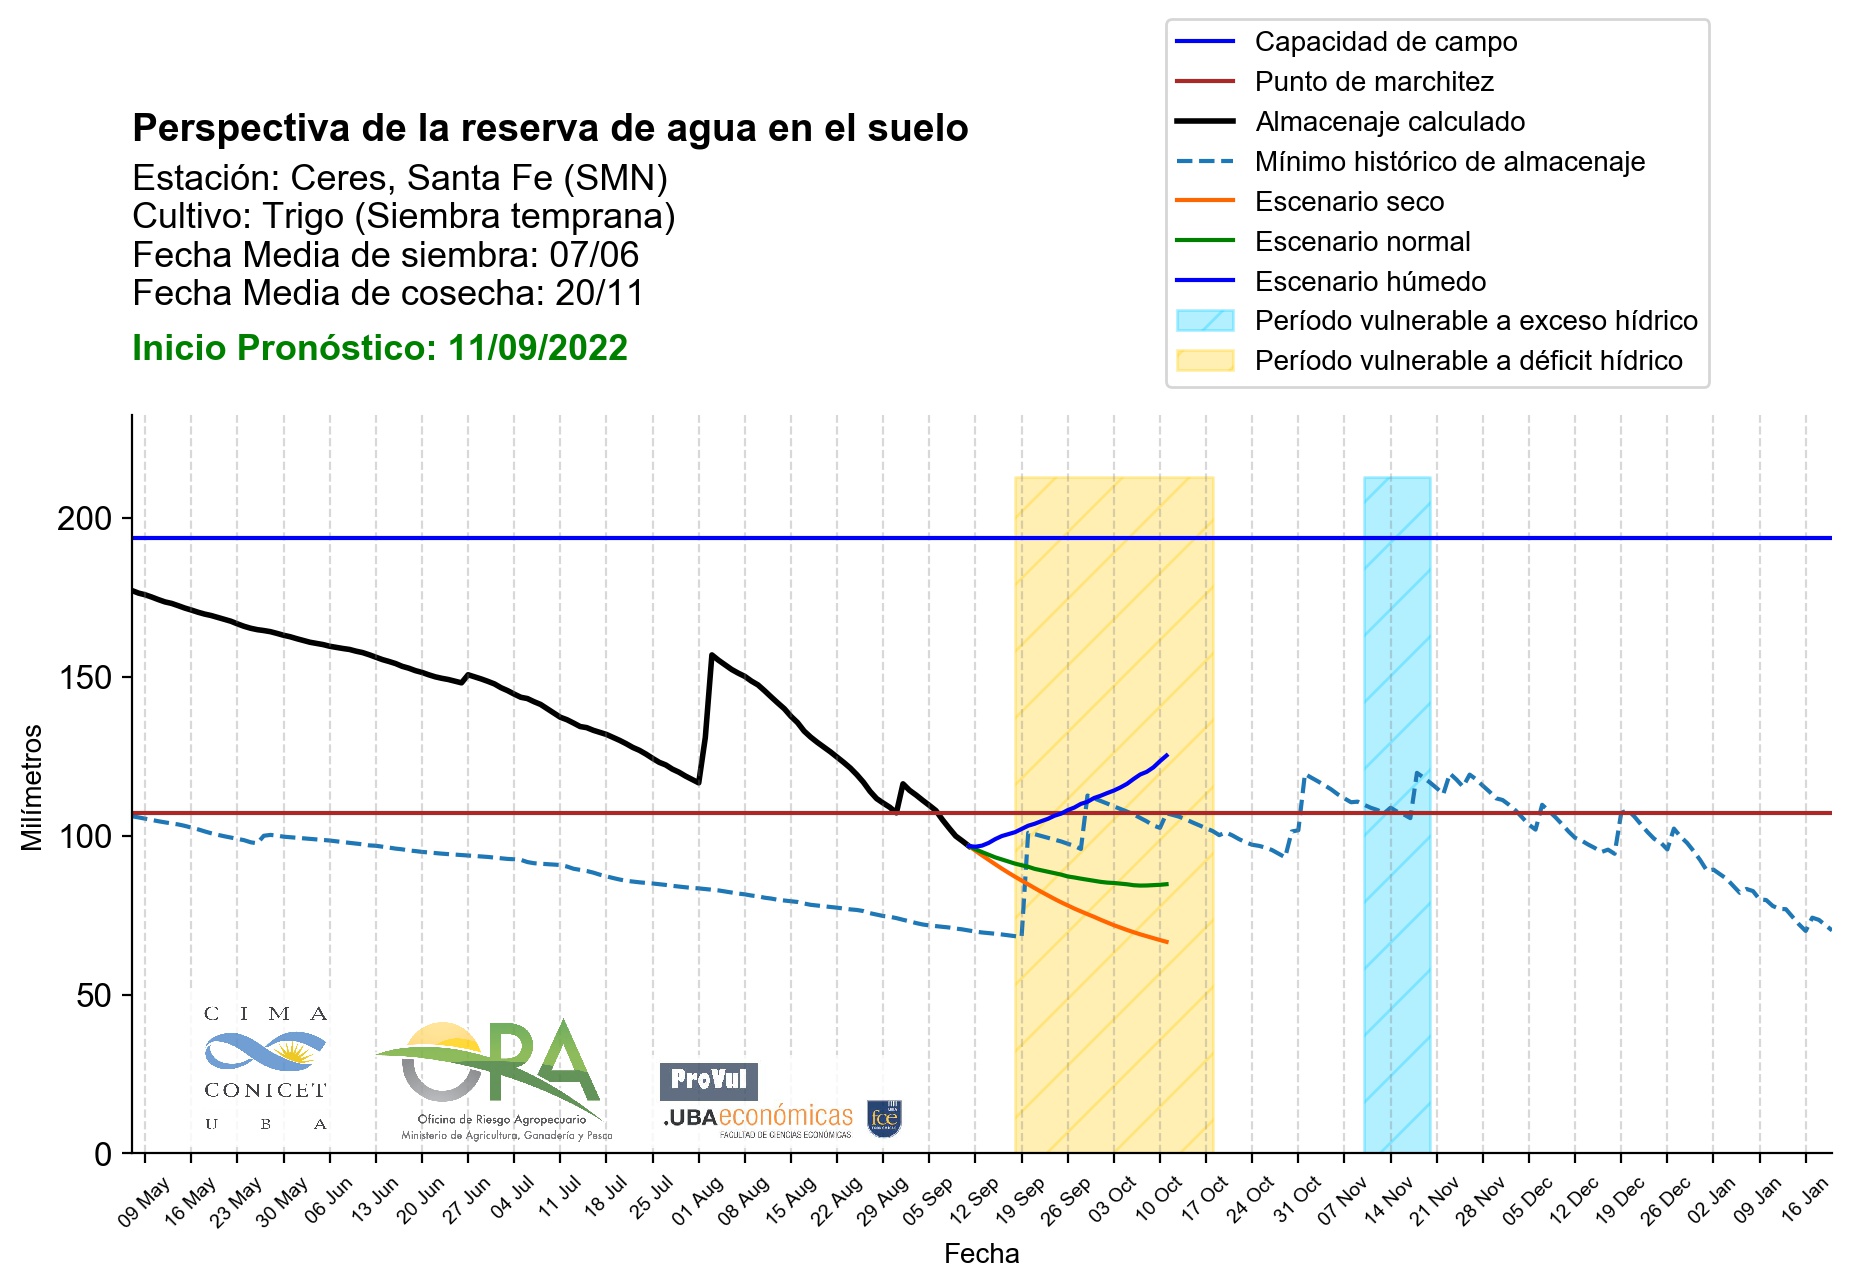 Capacidad de campo
Punto de marchitez
Almacenaje calculado
Mínimo histórico de almacenaje
Escenario seco
Escenario normal
Escenario húmedo
Período vulnerable a exceso hídrico
Período vulnerable a déficit hídrico
Perspectiva de la reserva de agua en el suelo
Estación: Ceres, Santa Fe (SMN)
Cultivo: Trigo (Siembra temprana)
Fecha Media de siembra: 07/06
Fecha Media de cosecha: 20/11
Inicio Pronóstico: 11/09/2022
Milímetros
200
150
100
50
0
C I M A
CONICET
U B A
ORA
Oficina de Riesgo Agropecuario
Ministerio de Agricultura, Ganadería y Pesca
ProVul
.UBAeconómicas
FACULTAD DE CIENCIAS ECONÓMICAS
fce
09 May
16 May
23 May
30 May
06 Jun
13 Jun
20 Jun
27 Jun
04 Jul
11 Jul
18 Jul
25 Jul
01 Aug
08 Aug
15 Aug
22 Aug
29 Aug
05 Sep
12 Sep
19 Sep
26 Sep
03 Oct
10 Oct
17 Oct
24 Oct
31 Oct
07 Nov
14 Nov
21 Nov
28 Nov
05 Dec
12 Dec
19 Dec
26 Dec
02 Jan
09 Jan
16 Jan
Fecha